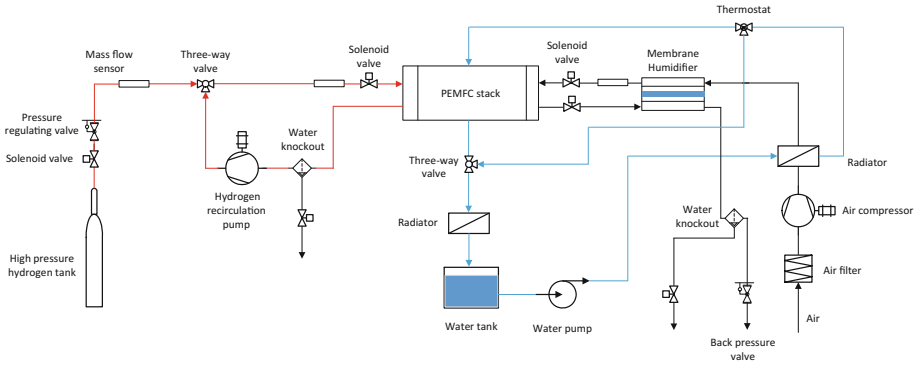 Thermostat
Mass flow
sensor
Three-way
valve
Solenoid
valve
Solenoid
valve
Membrane
Humidifier
PEMFC stack
Pressure
regulating valve
Solenoid valve
Water
knockout
Three-way
valve
Radiator
Hydrogen
recirculation
pump
Radiator
Water
knockout
Air compressor
High pressure
hydrogen tank
Air filter
Water tank
Water pump
Air
Back pressure
valve